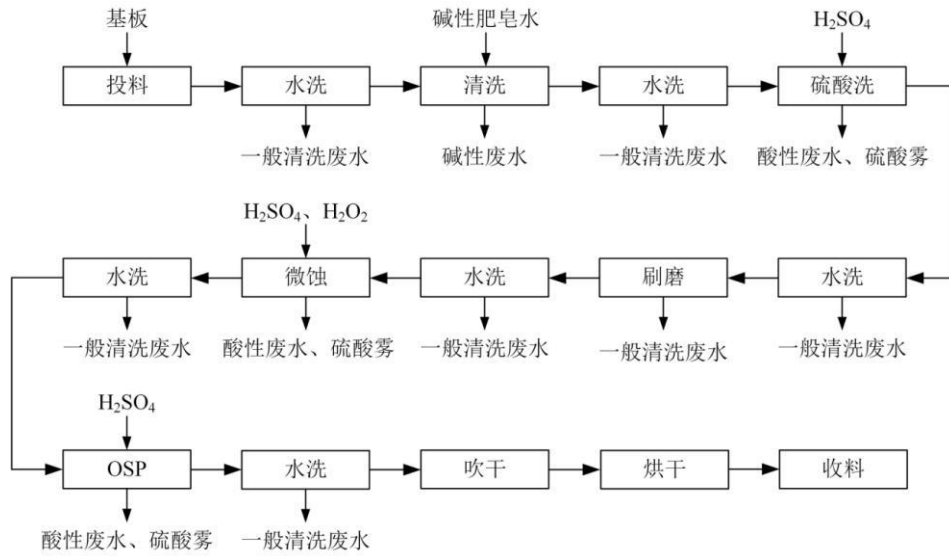 基板
碱性肥皂水
H₂SO₄
投料
水洗
清洗
水洗
硫酸洗
一般清洗废水
碱性废水
一般清洗废水
酸性废水、硫酸雾
H₂SO₄、H₂O₂
水洗
微蚀
水洗
刷磨
水洗
一般清洗废水
酸性废水、硫酸雾
一般清洗废水
一般清洗废水
一般清洗废水
H₂SO₄
OSP
水洗
吹干
烘干
收料
酸性废水、硫酸雾
一般清洗废水